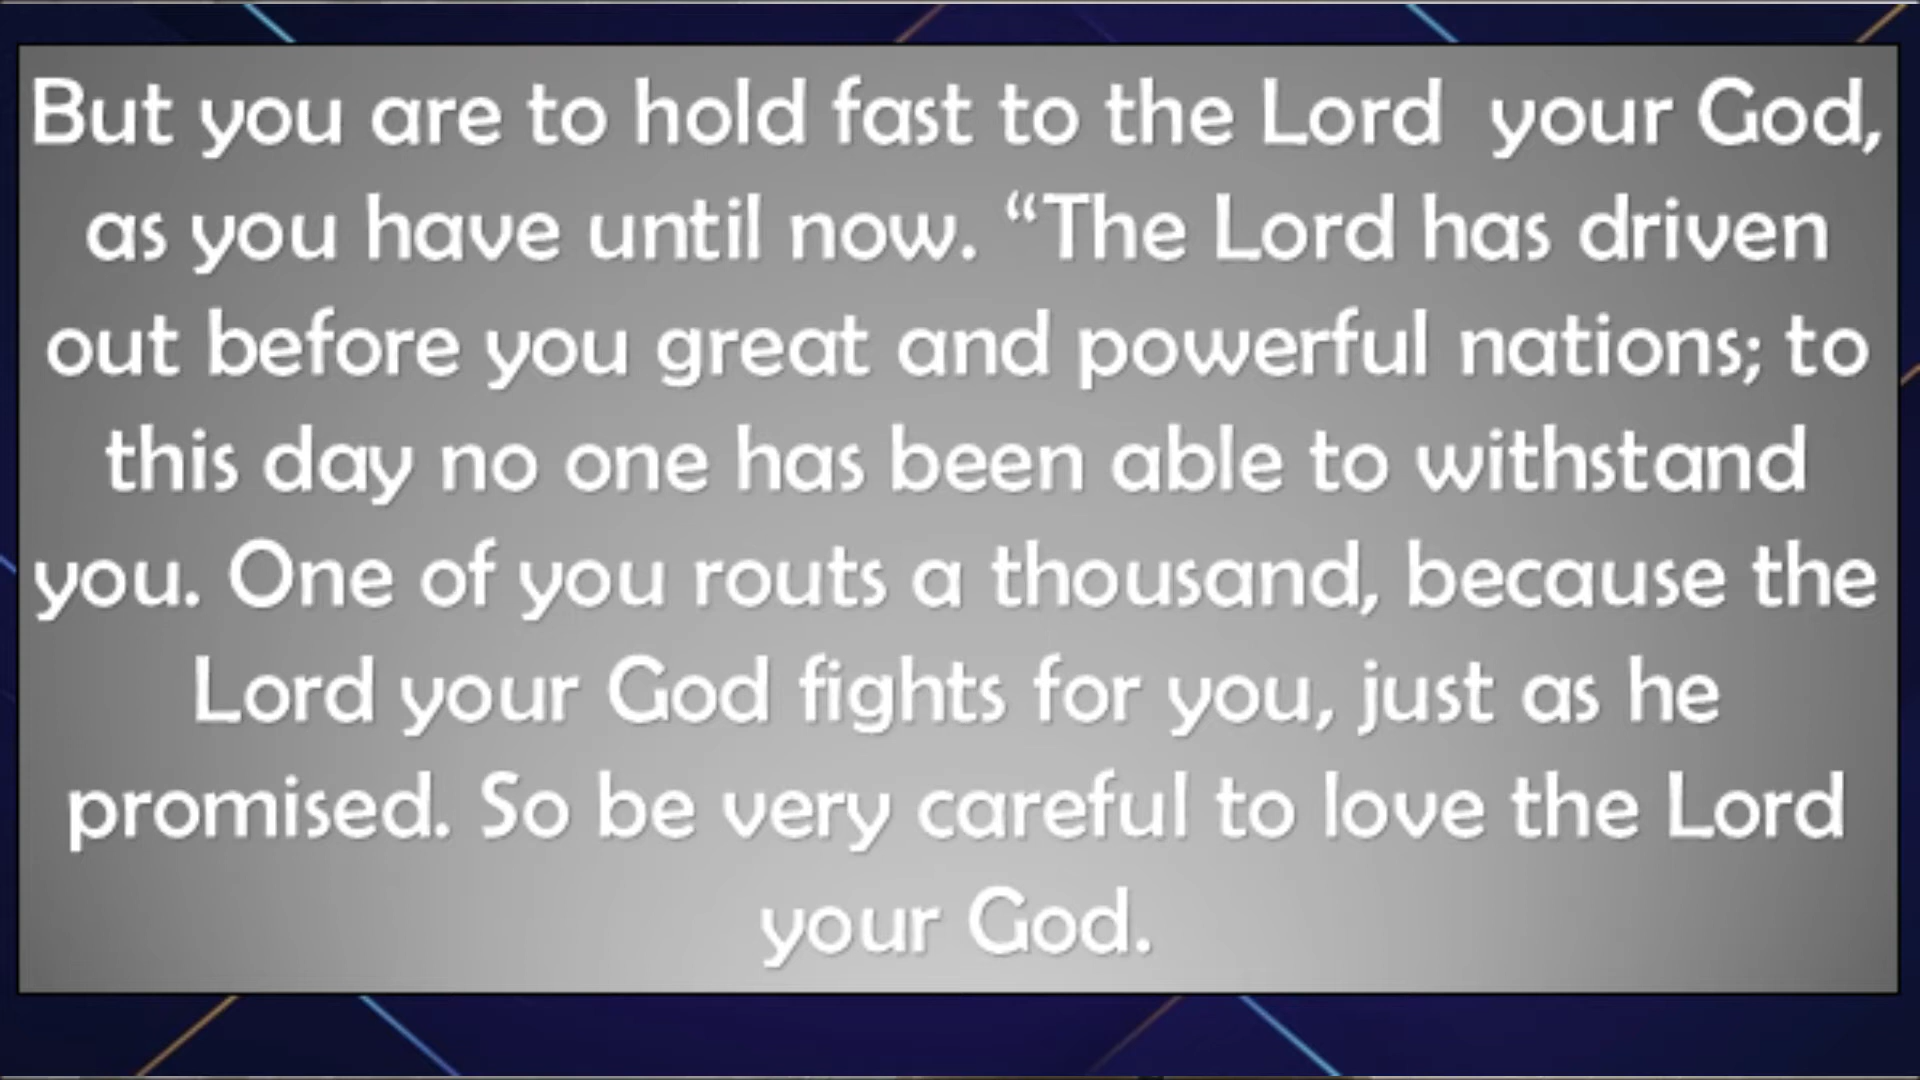 But you are to hold fast to the Lord  your God,
as you have until now. “The Lord has driven
out before you great and powerful nations; to
this day no one has been able to withstand
you. One of you routs a thousand, because the
Lord your God fights for you, just as he
promised. So be very careful to love the Lord
your God.